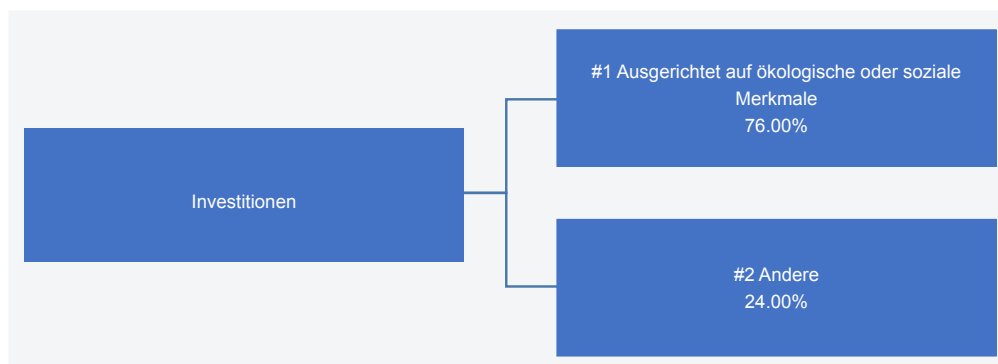 Investitionen
#1 Ausgerichtet auf ökologische oder soziale
Merkmale
76.00%
#2 Andere
24.00%